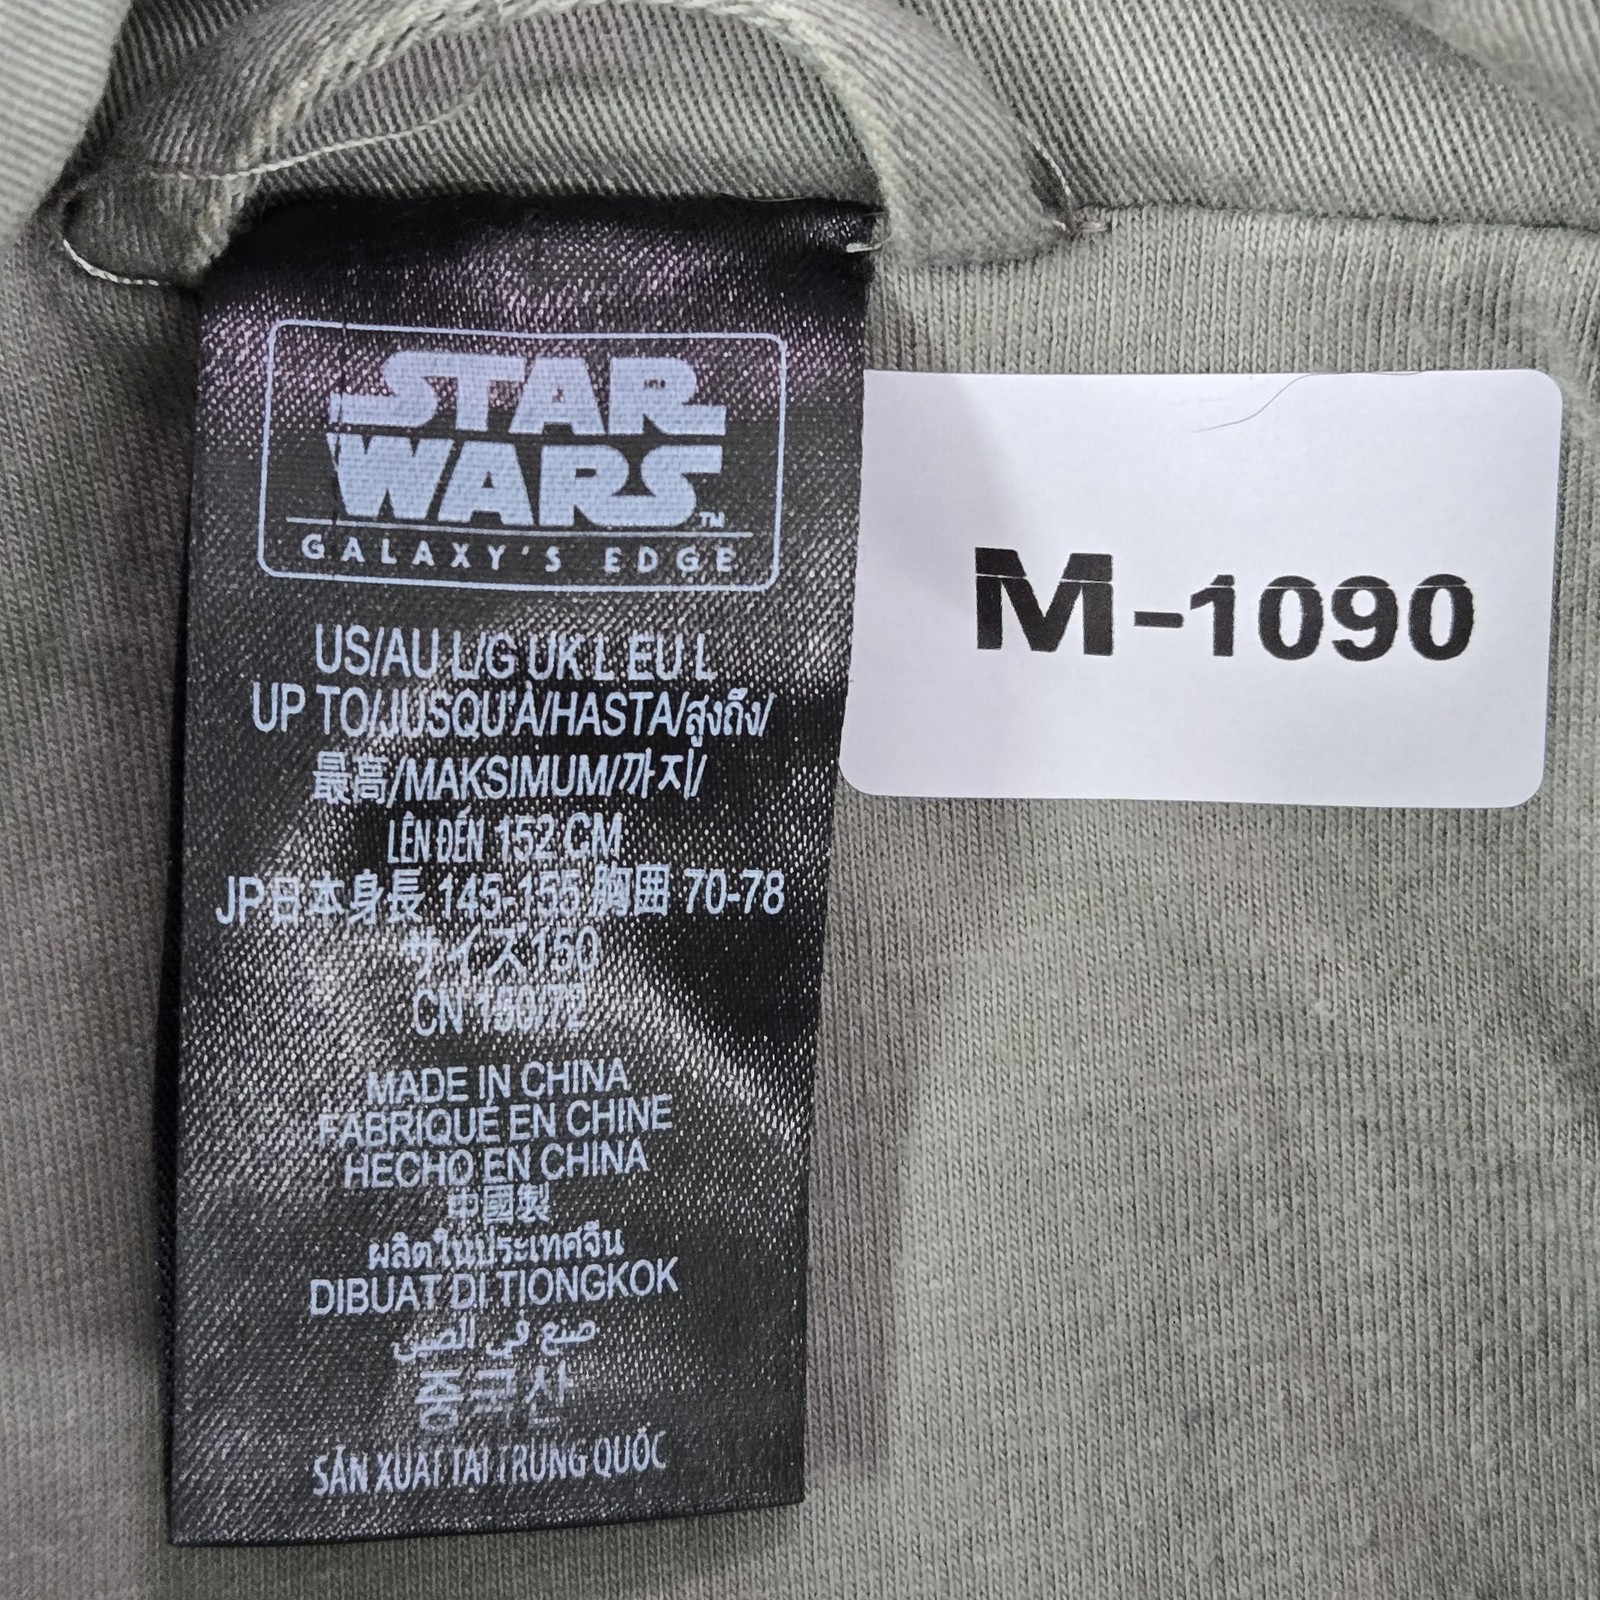 STAR
WARS™
GALAXY'S EDGE
M-1090
US/AU L/G UK L EU L
UP TO/JUSQU'À/HASTA/สูงถึง/
最高/MAKSIMUM/까지/
LÊN ĐẾN 152 CM
JP日本身長 145-155 胸囲 70-78
サイズ150
CN 150/72
MADE IN CHINA
FABRIQUÉ EN CHINE
HECHO EN CHINA
中國製
ผลิตในประเทศจีน
DIBUAT DI TIONGKOK
صنع في الصين
중국산
SẢN XUẤT TẠI TRUNG QUỐC